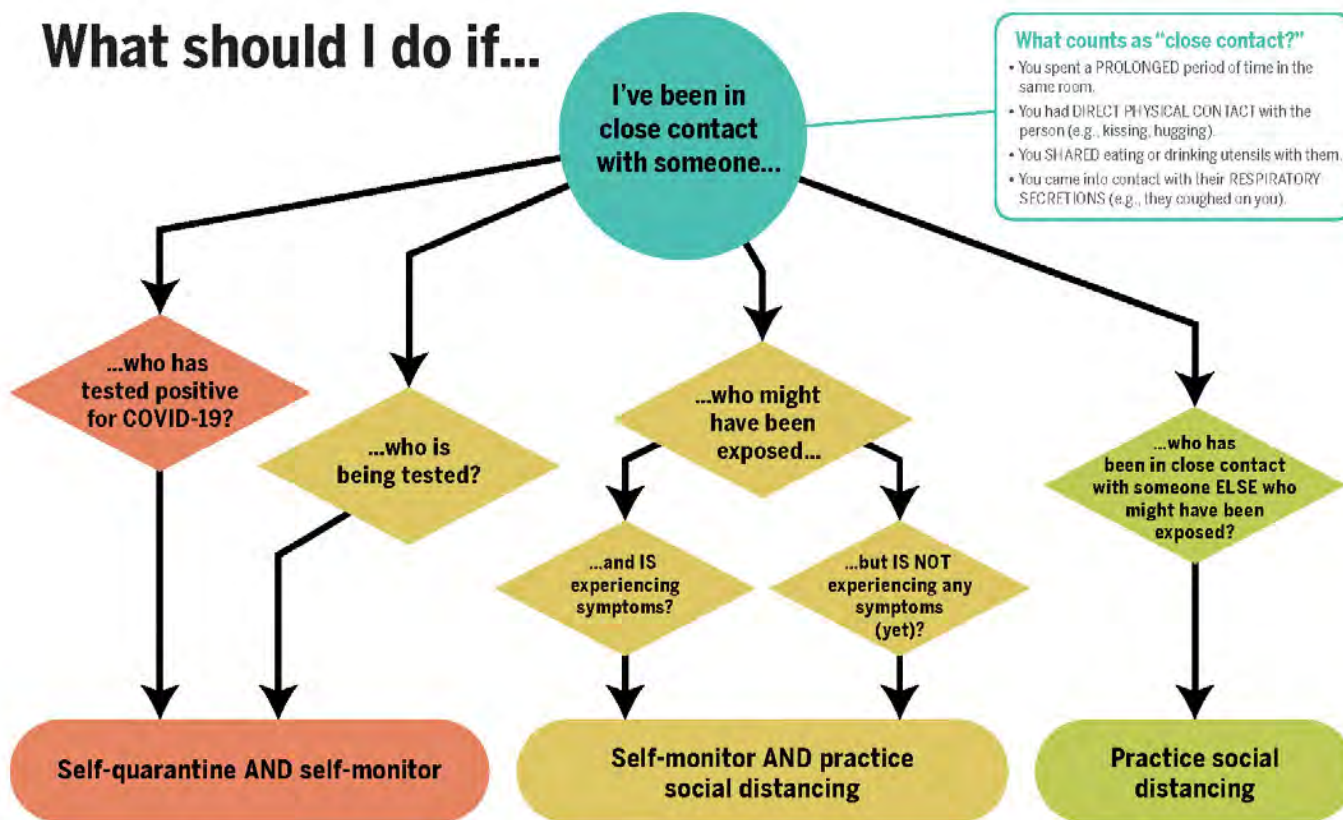 What should I do if...
I've been in
close contact
with someone...
What counts as “close contact?”
• You spent a PROLONGED period of time in the
same room.
• You had DIRECT PHYSICAL CONTACT with the
person (e.g., kissing, hugging).
• You SHARED eating or drinking utensils with them.
• You came into contact with their RESPIRATORY
SECRETIONS (e.g., they coughed on you).
...who has
tested positive
for COVID-19?
...who is
being tested?
...who might
have been
exposed...
...who has
been in close contact
with someone ELSE who
might have been
exposed?
...and IS
experiencing
symptoms?
...but IS NOT
experiencing any
symptoms
(yet)?
Self-quarantine AND self-monitor
Self-monitor AND practice
social distancing
Practice social
distancing